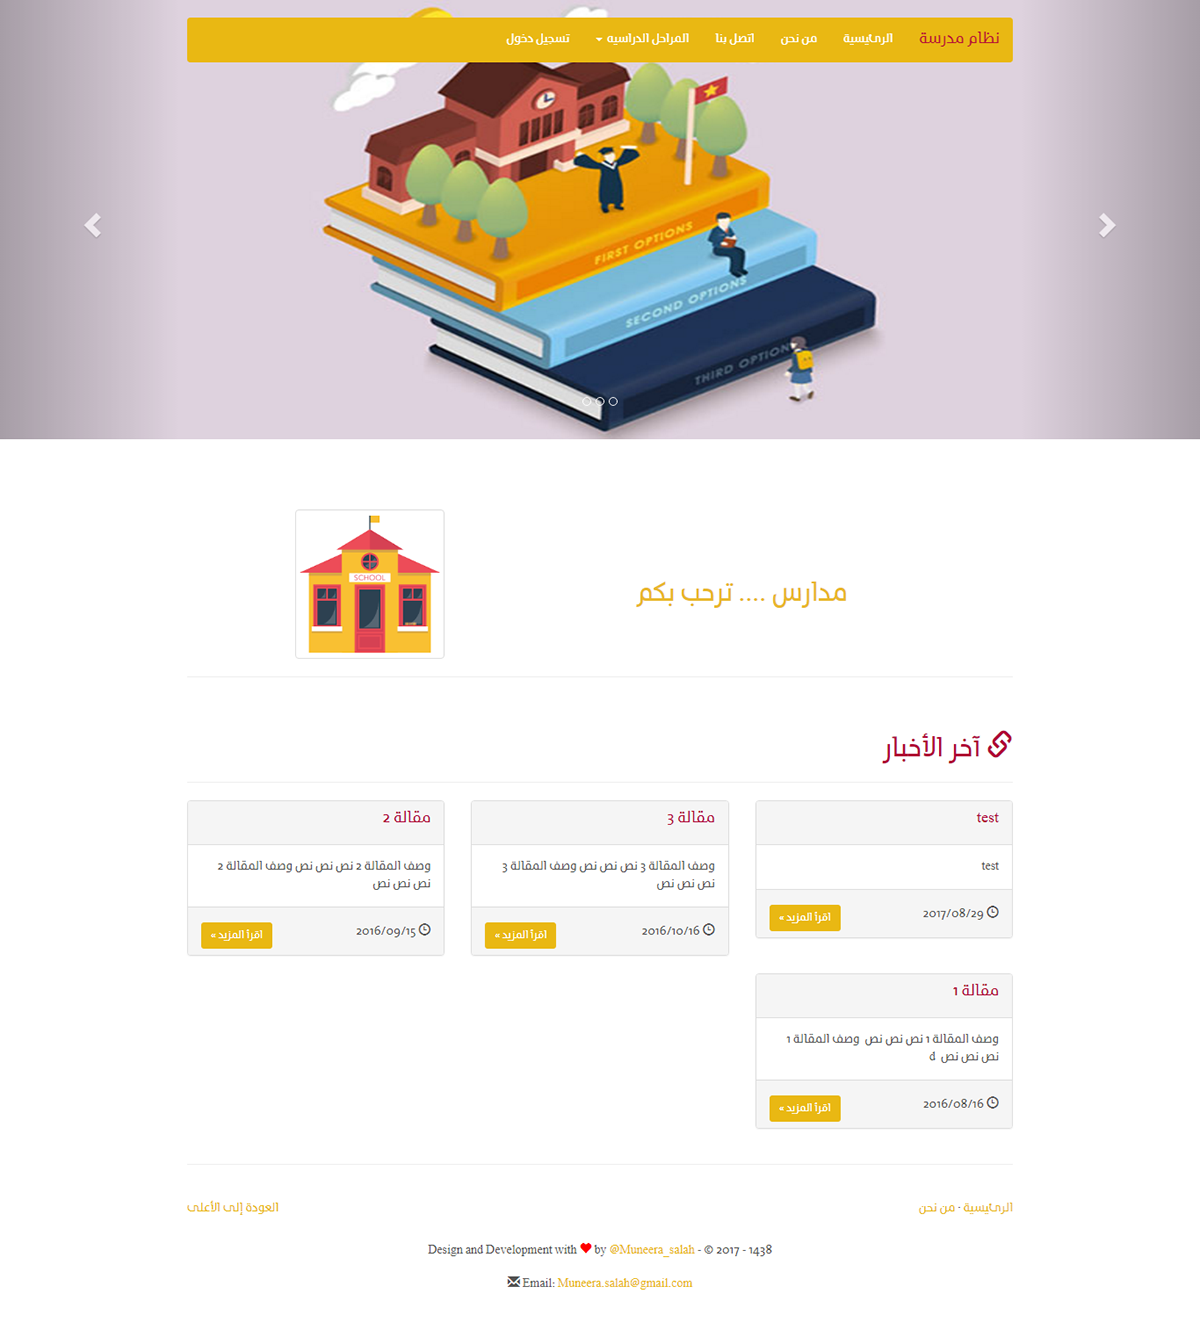 نظام مدرسة
الرئيسية
من نحن
اتصل بنا
المراحل الدراسيه
تسجيل دخول
FIRST OPTIONS
SECOND OPTIONS
THIRD OPTION
مدارس .... ترحب بكم
SCHOOL
آخر الأخبار
test
test
2017/08/29
اقرأ المزيد »
مقالة 3
وصف المقالة 3 نص نص نص وصف المقالة 3
نص نص نص
2016/10/16
اقرأ المزيد »
مقالة 2
وصف المقالة 2 نص نص نص وصف المقالة 2
نص نص نص
2016/09/15
اقرأ المزيد »
مقالة 1
وصف المقالة 1 نص نص نص وصف المقالة 1
نص نص نص d
2016/08/16
اقرأ المزيد »
الرئيسية · من نحن
العودة إلى الأعلى
Design and Development with ❤ by @Muneera_salah - © 2017 - 1438
Email: Muneera.salah@gmail.com